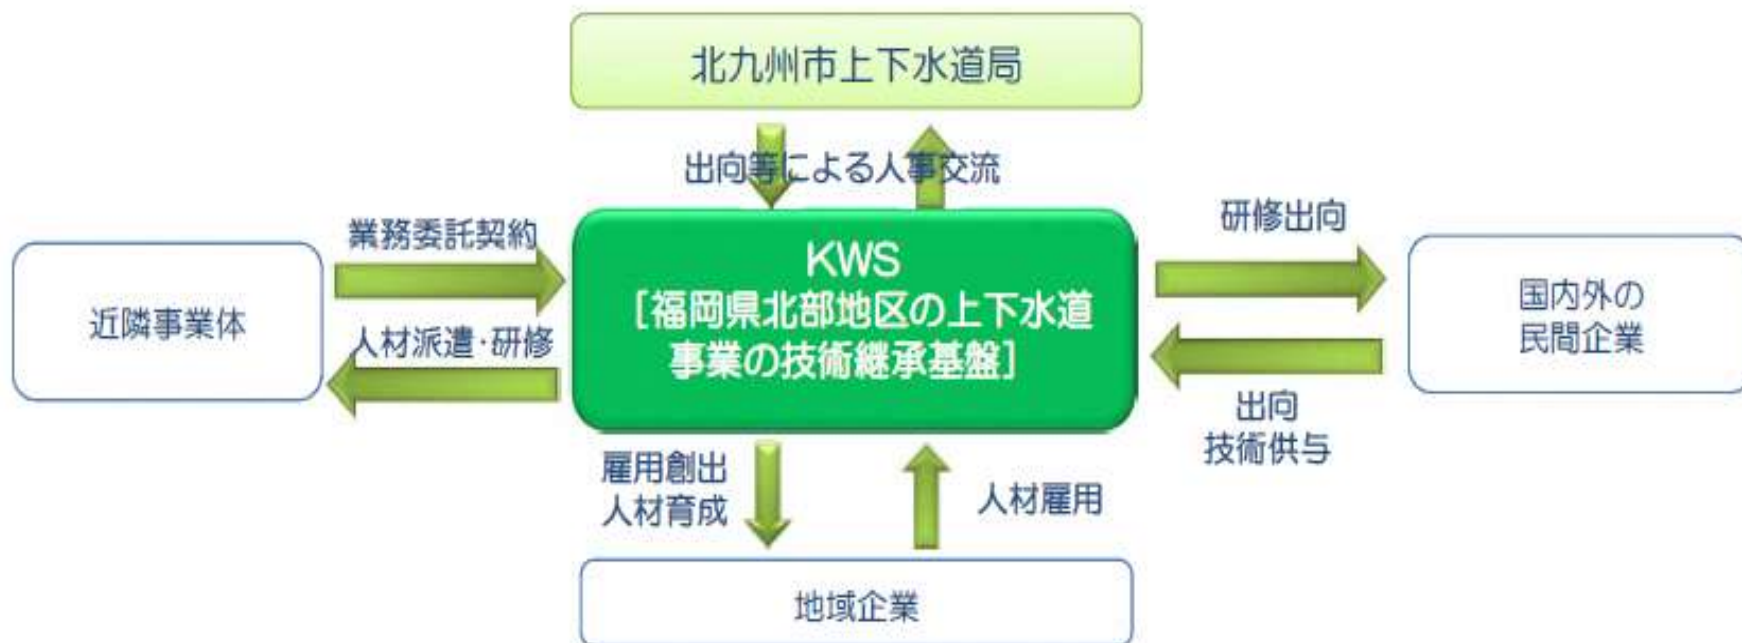 北九州市上下水道局
出向等による人事交流
業務委託契約
研修出向
近隣事業体
KWS
[福岡県北部地区の上下水道
事業の技術継承基盤]
国内外の
民間企業
人材派遣・研修
出向
技術供与
雇用創出
人材育成
人材雇用
地域企業